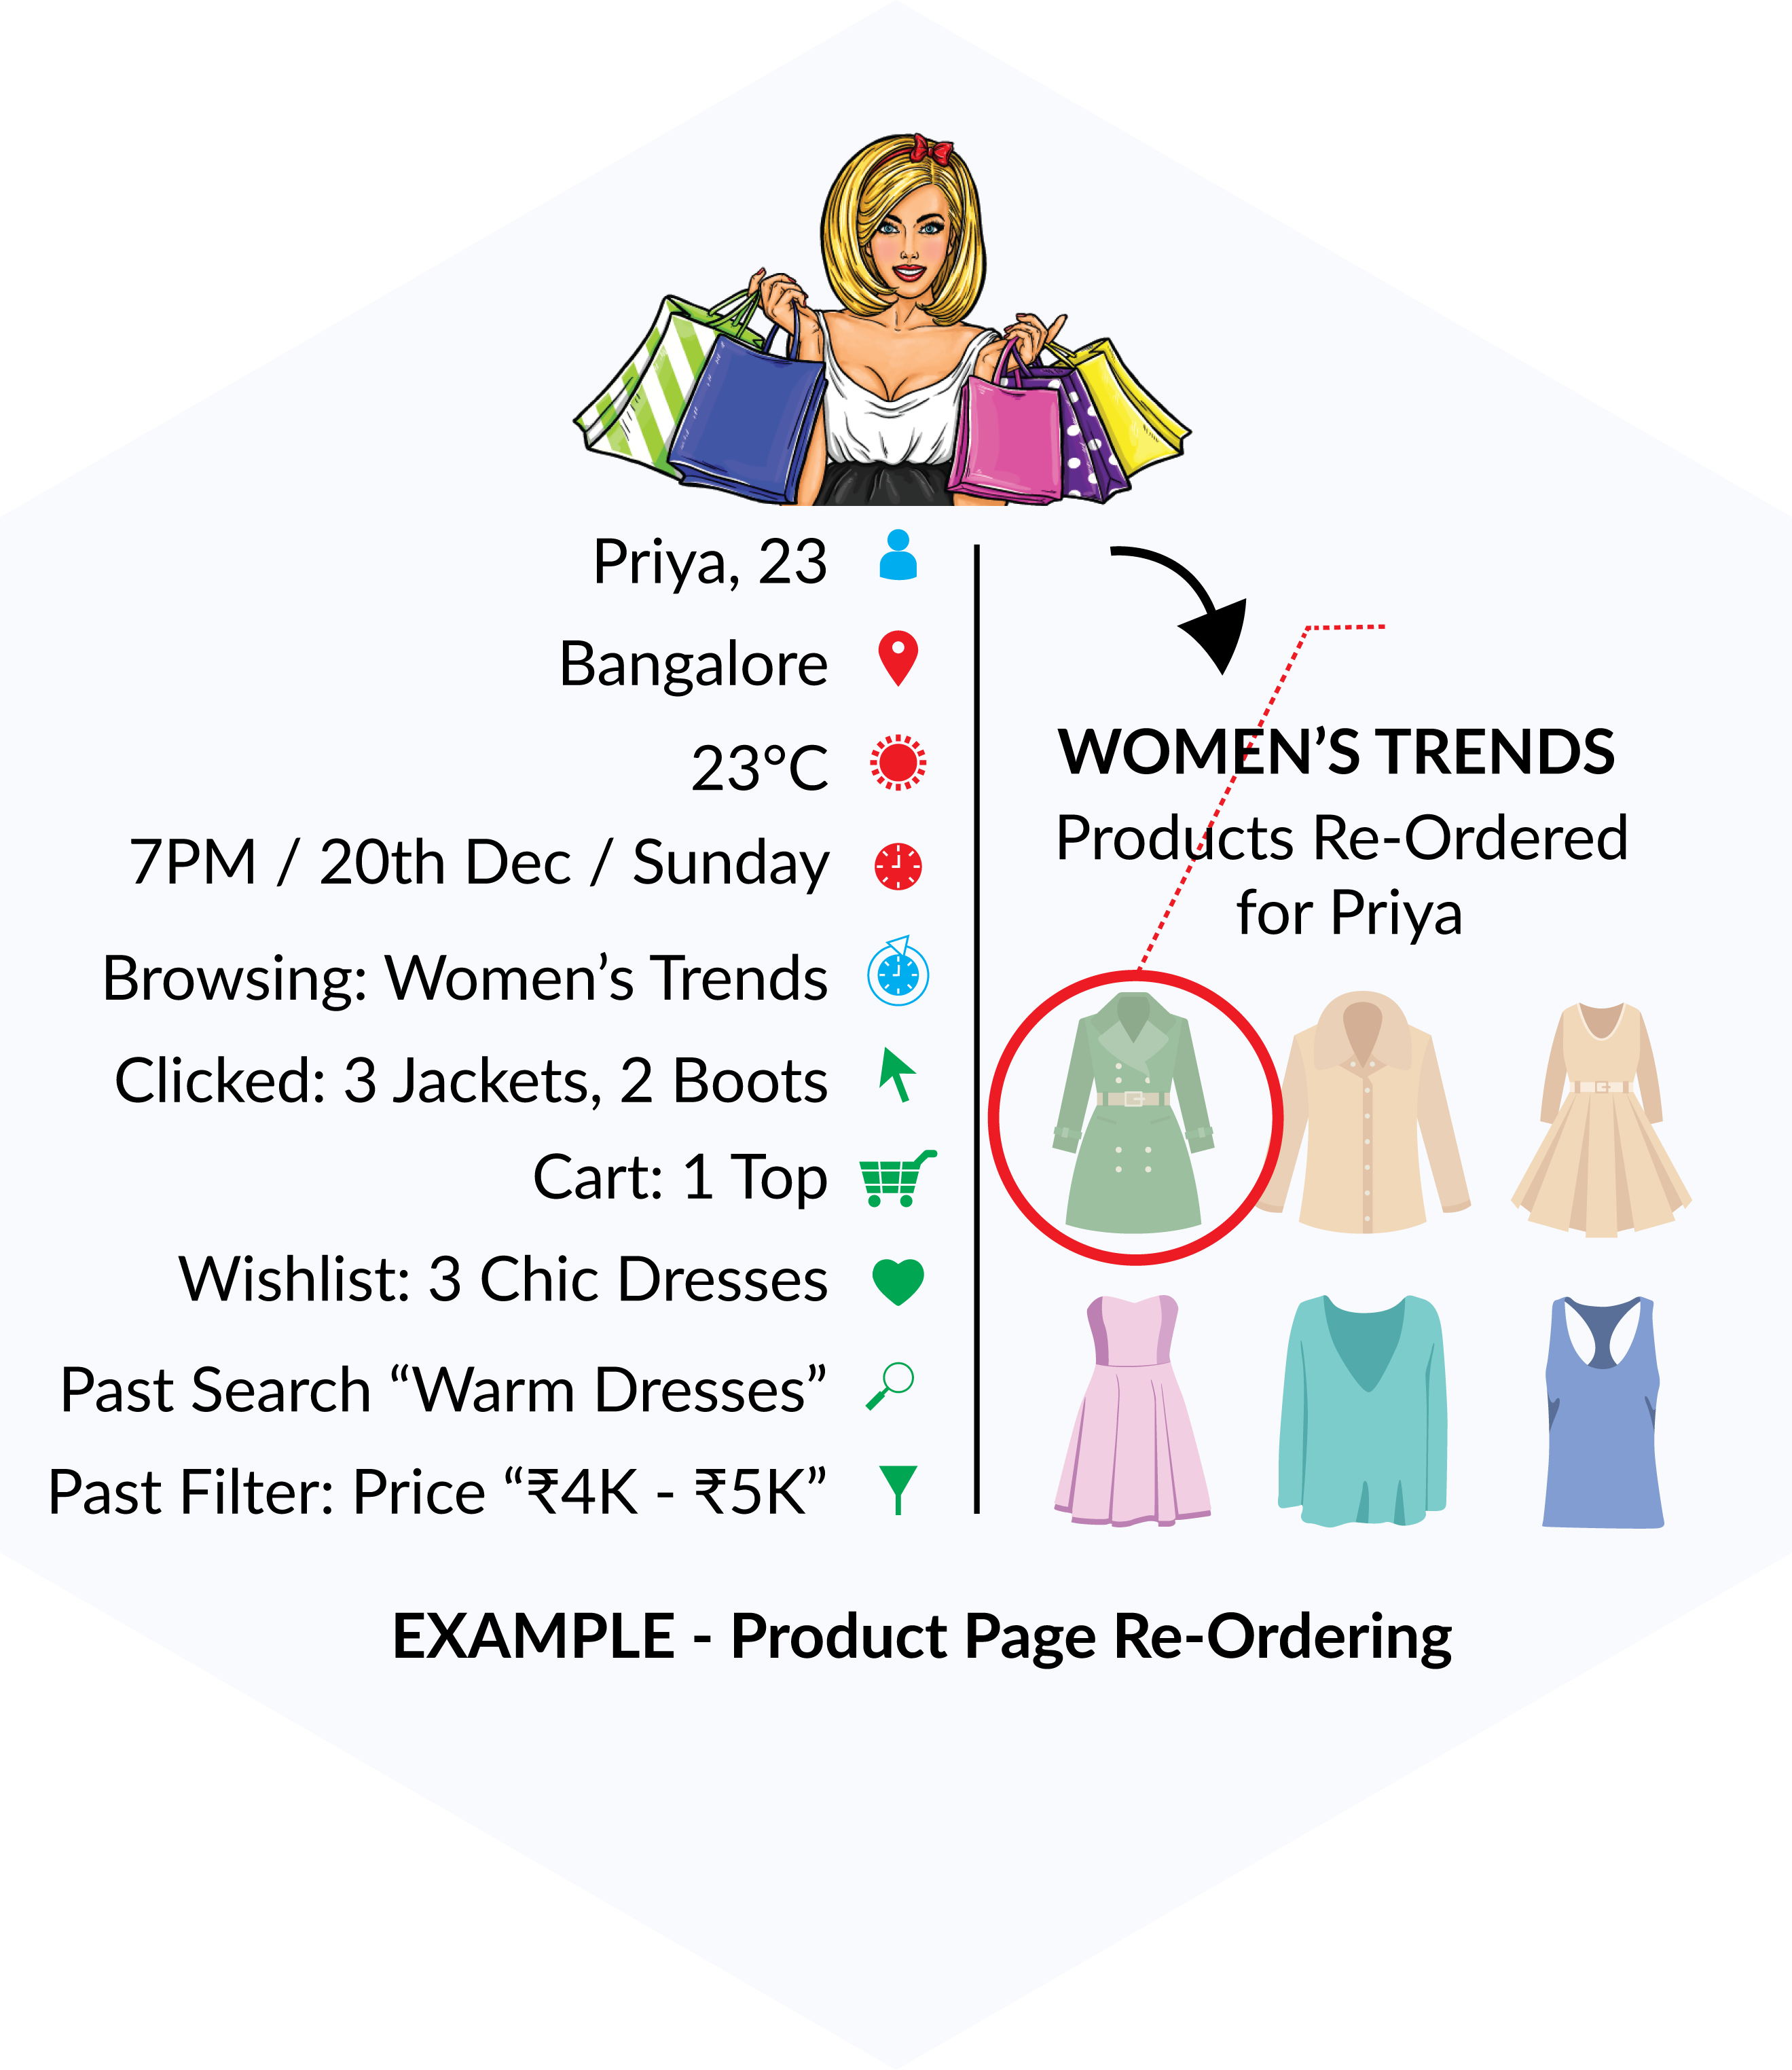 Priya, 23
Bangalore
23°C
7PM / 20th Dec / Sunday
Browsing: Women’s Trends
Clicked: 3 Jackets, 2 Boots
Cart: 1 Top
Wishlist: 3 Chic Dresses
Past Search “Warm Dresses”
Past Filter: Price “₹4K - ₹5K”
WOMEN’S TRENDS
Products Re-Ordered
for Priya
EXAMPLE - Product Page Re-Ordering